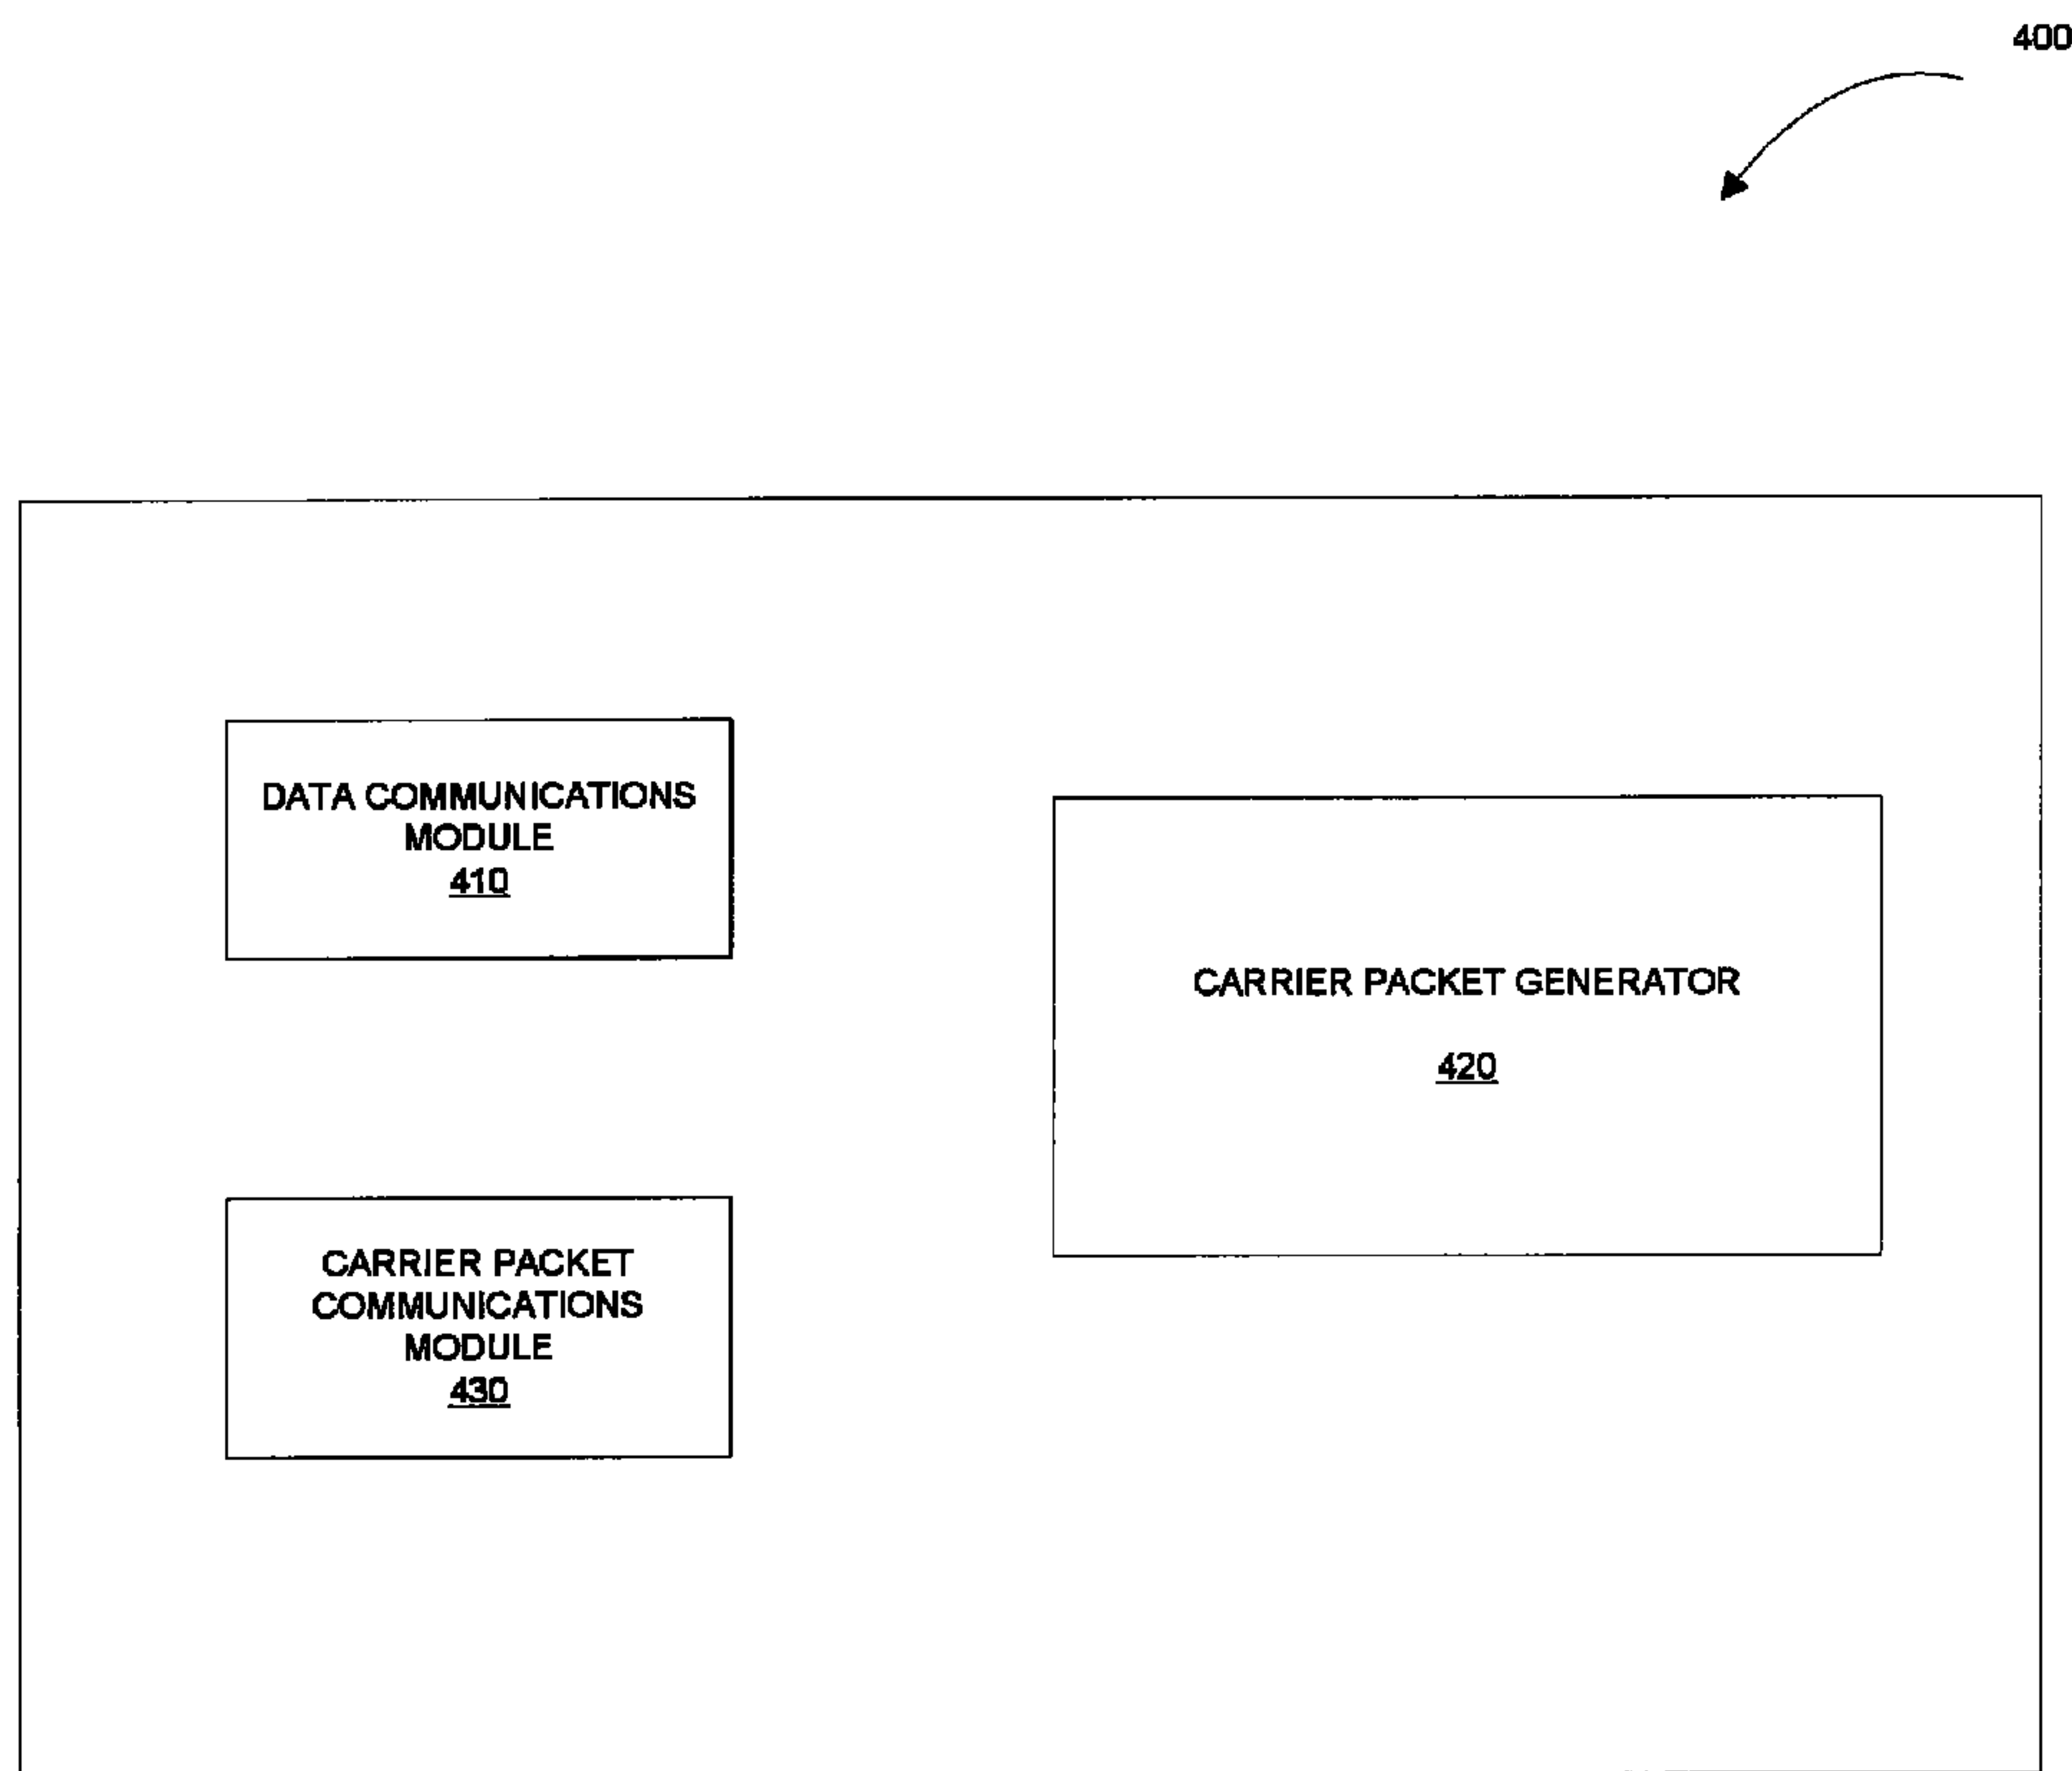 400
DATA COMMUNICATIONS
MODULE
410
CARRIER PACKET GENERATOR
420
CARRIER PACKET
COMMUNICATIONS
MODULE
430